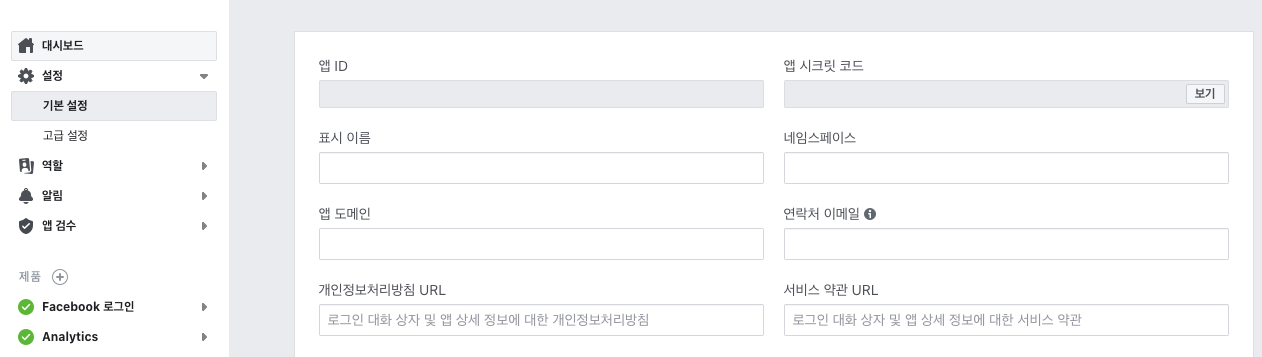 대시보드
설정
기본 설정
고급 설정
역할
알림
앱 검수
제품
Facebook 로그인
Analytics
앱 ID
앱 시크릿 코드
보기
표시 이름
네임스페이스
앱 도메인
연락처 이메일
개인정보처리방침 URL
서비스 약관 URL
로그인 대화 상자 및 앱 상세 정보에 대한 개인정보처리방침
로그인 대화 상자 및 앱 상세 정보에 대한 서비스 약관